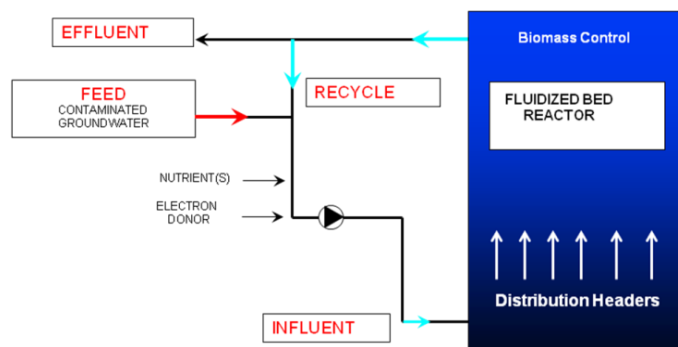 EFFLUENT
Biomass Control
FEED
CONTAMINATED
GROUNDWATER
RECYCLE
FLUIDIZED BED
REACTOR
NUTRIENT(S)
ELECTRON
DONOR
Distribution Headers
INFLUENT